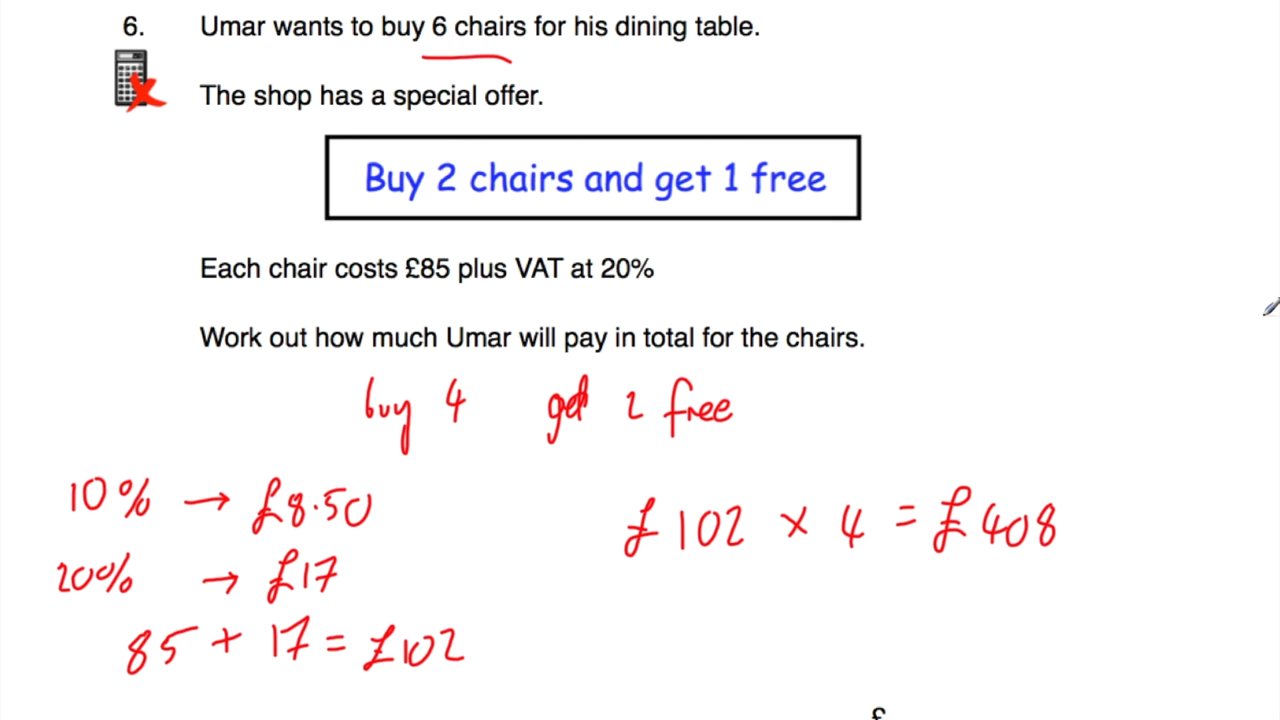 6. Umar wants to buy 6 chairs for his dining table.
The shop has a special offer.
Buy 2 chairs and get 1 free
Each chair costs £85 plus VAT at 20%
Work out how much Umar will pay in total for the chairs.
buy 4 get 2 free
10% → £8.50
£102 × 4 = £408
20% → £17
85 + 17 = £102
£